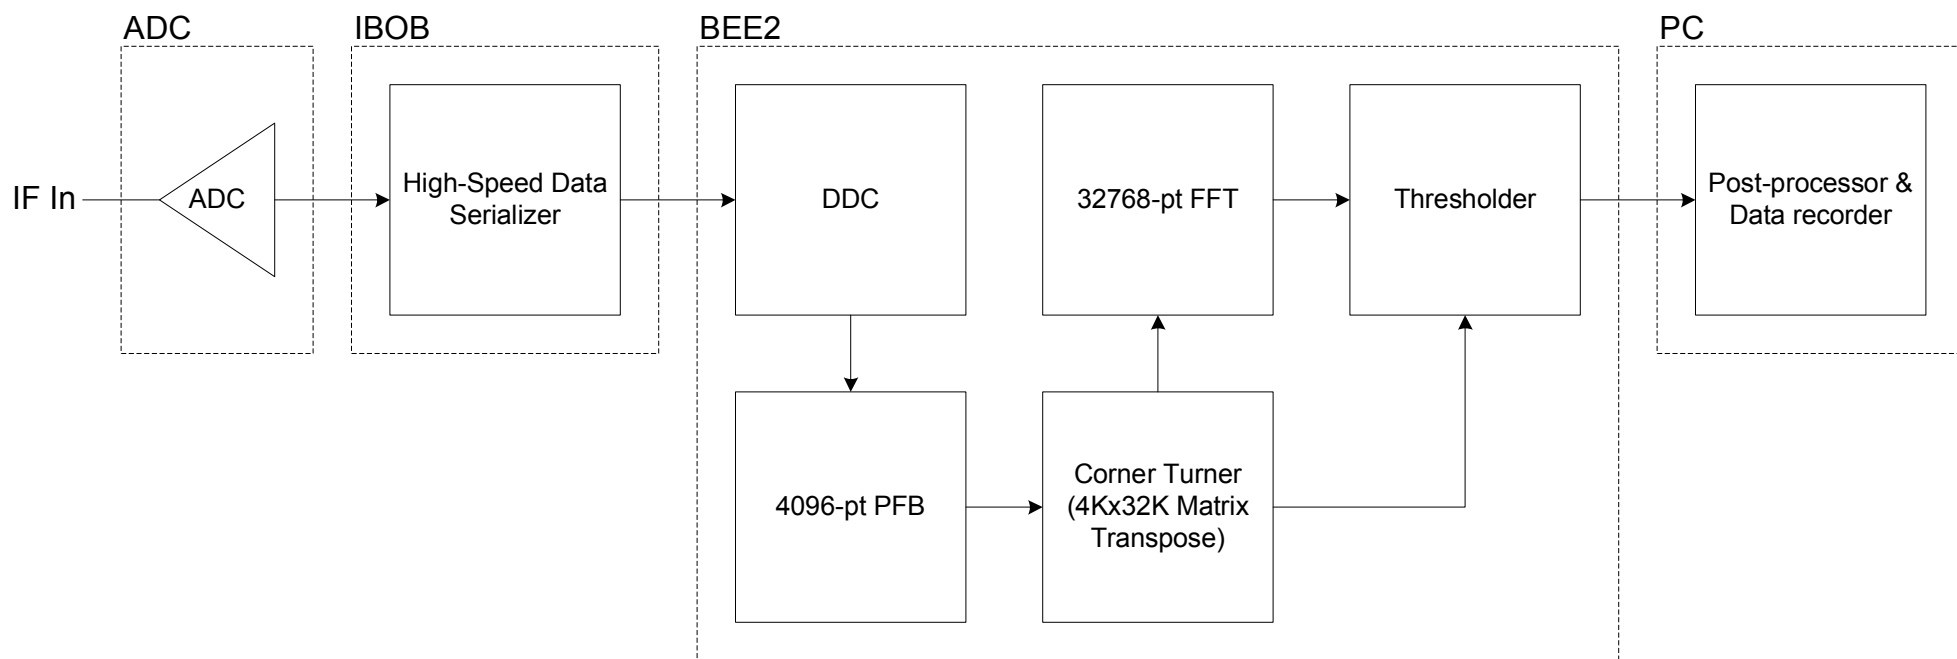 ADC
IBOB
BEE2
PC
IF In
ADC
High-Speed Data
Serializer
DDC
32768-pt FFT
Thresholder
Post-processor &
Data recorder
4096-pt PFB
Corner Turner
(4Kx32K Matrix
Transpose)